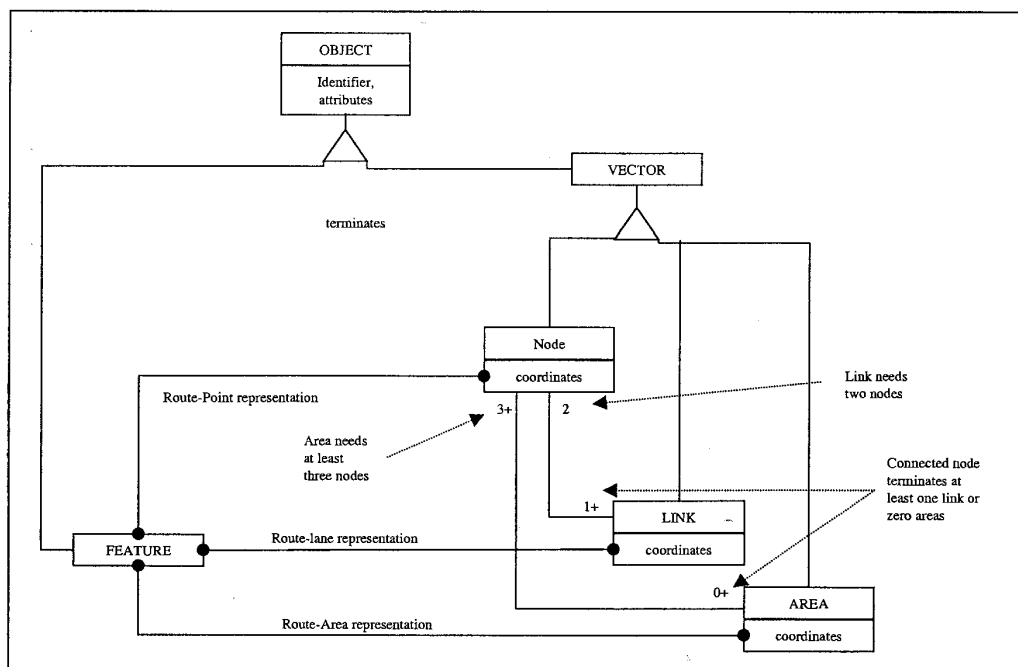 OBJECT
Identifier,
attributes
VECTOR
terminates
Node
coordinates
Route-Point representation
3+
2
Link needs
two nodes
Area needs
at least
three nodes
Connected node
terminates at
least one link or
zero areas
1+
LINK
coordinates
FEATURE
Route-lane representation
0+
AREA
coordinates
Route-Area representation